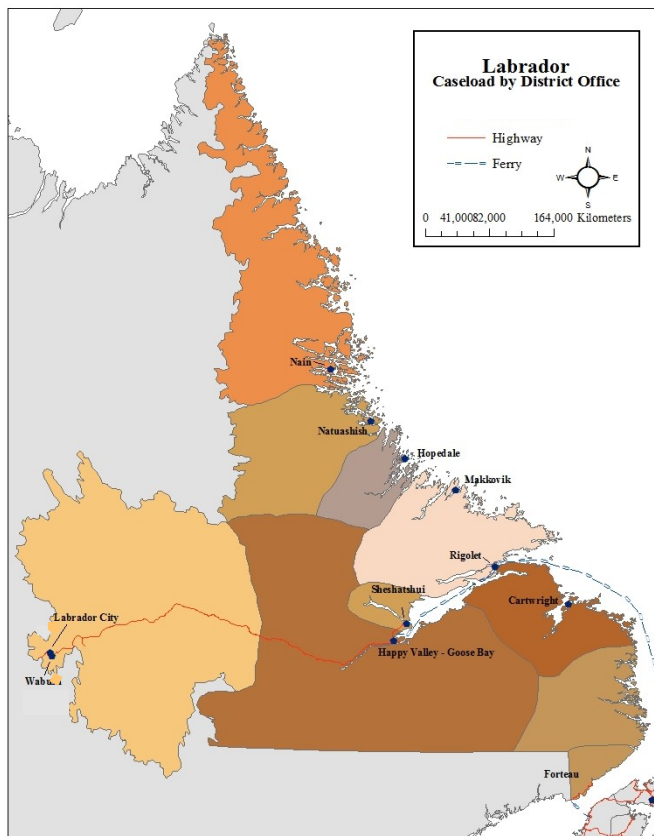 Labrador
Caseload by District Office
Highway
Ferry
N
W E
S
0 41,00082,000 164,000 Kilometers
Nain
Natuashish
Hopedale
Makkovik
Rigolet
Sheshatshui
Cartwright
Labrador City
Happy Valley - Goose Bay
Forteau